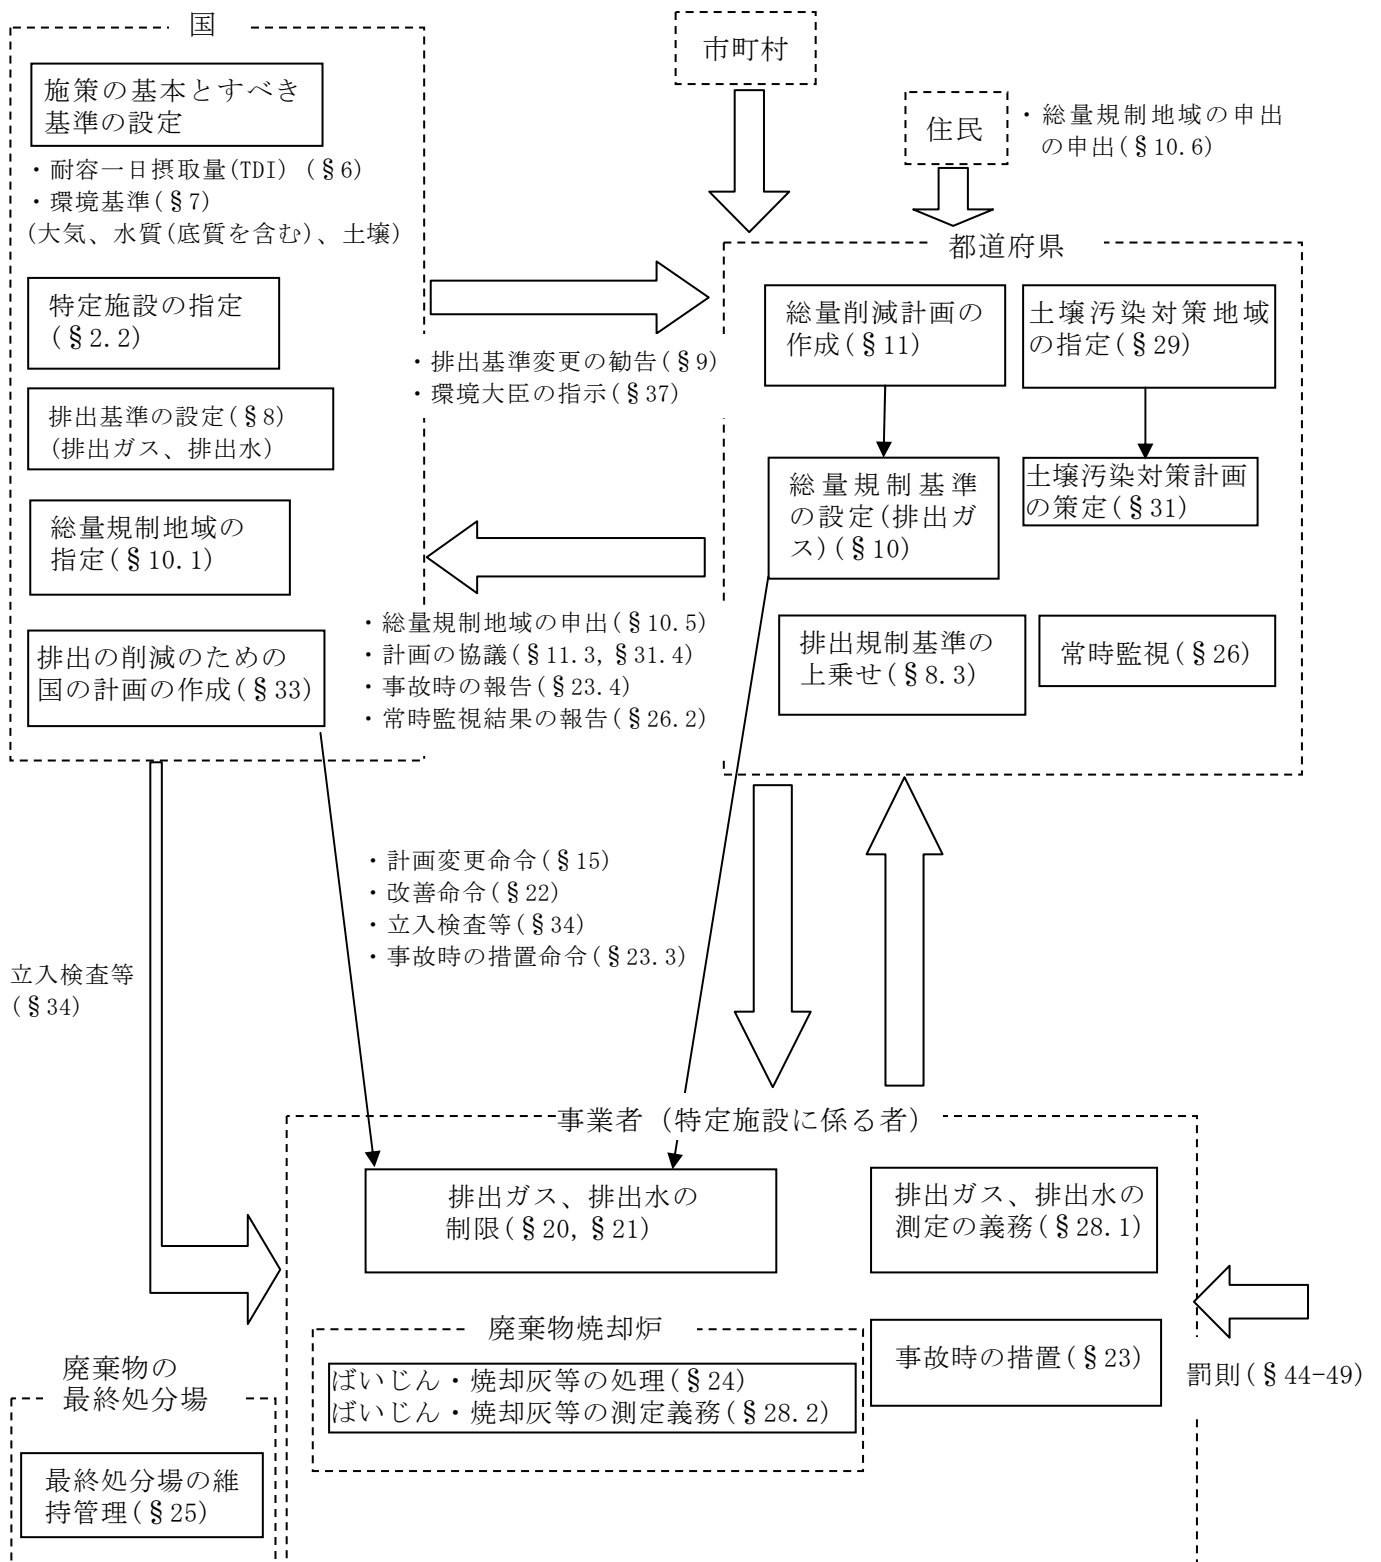 国
施策の基本とすべき
基準の設定
・耐容一日摂取量(TDI) (§6)
・環境基準(§7)
(大気、水質(底質を含む)、土壌)
特定施設の指定
(§2.2)
排出基準の設定(§8)
(排出ガス、排出水)
総量規制地域の
指定(§10.1)
排出の削減のための
国の計画の作成(§33)
市町村
住民
・総量規制地域の申出
の申出(§10.6)
・排出基準変更の勧告(§9)
・環境大臣の指示(§37)
・総量規制地域の申出(§10.5)
・計画の協議(§11.3,§31.4)
・事故時の報告(§23.4)
・常時監視結果の報告(§26.2)
都道府県
総量削減計画の
作成(§11)
土壌汚染対策地域
の指定(§29)
総量規制基準
の設定(排出ガ
ス)(§10)
土壌汚染対策計画
の策定(§31)
排出規制基準の
上乗せ(§8.3)
常時監視(§26)
・計画変更命令(§15)
・改善命令(§22)
・立入検査等(§34)
・事故時の措置命令(§23.3)
立入検査等
(§34)
事業者（特定施設に係る者）
排出ガス、排出水の
制限(§20,§21)
排出ガス、排出水の
測定の義務(§28.1)
廃棄物焼却炉
ばいじん・焼却灰等の処理(§24)
ばいじん・焼却灰等の測定義務(§28.2)
事故時の措置(§23)
罰則(§44-49)
廃棄物の
最終処分場
最終処分場の維
持管理(§25)